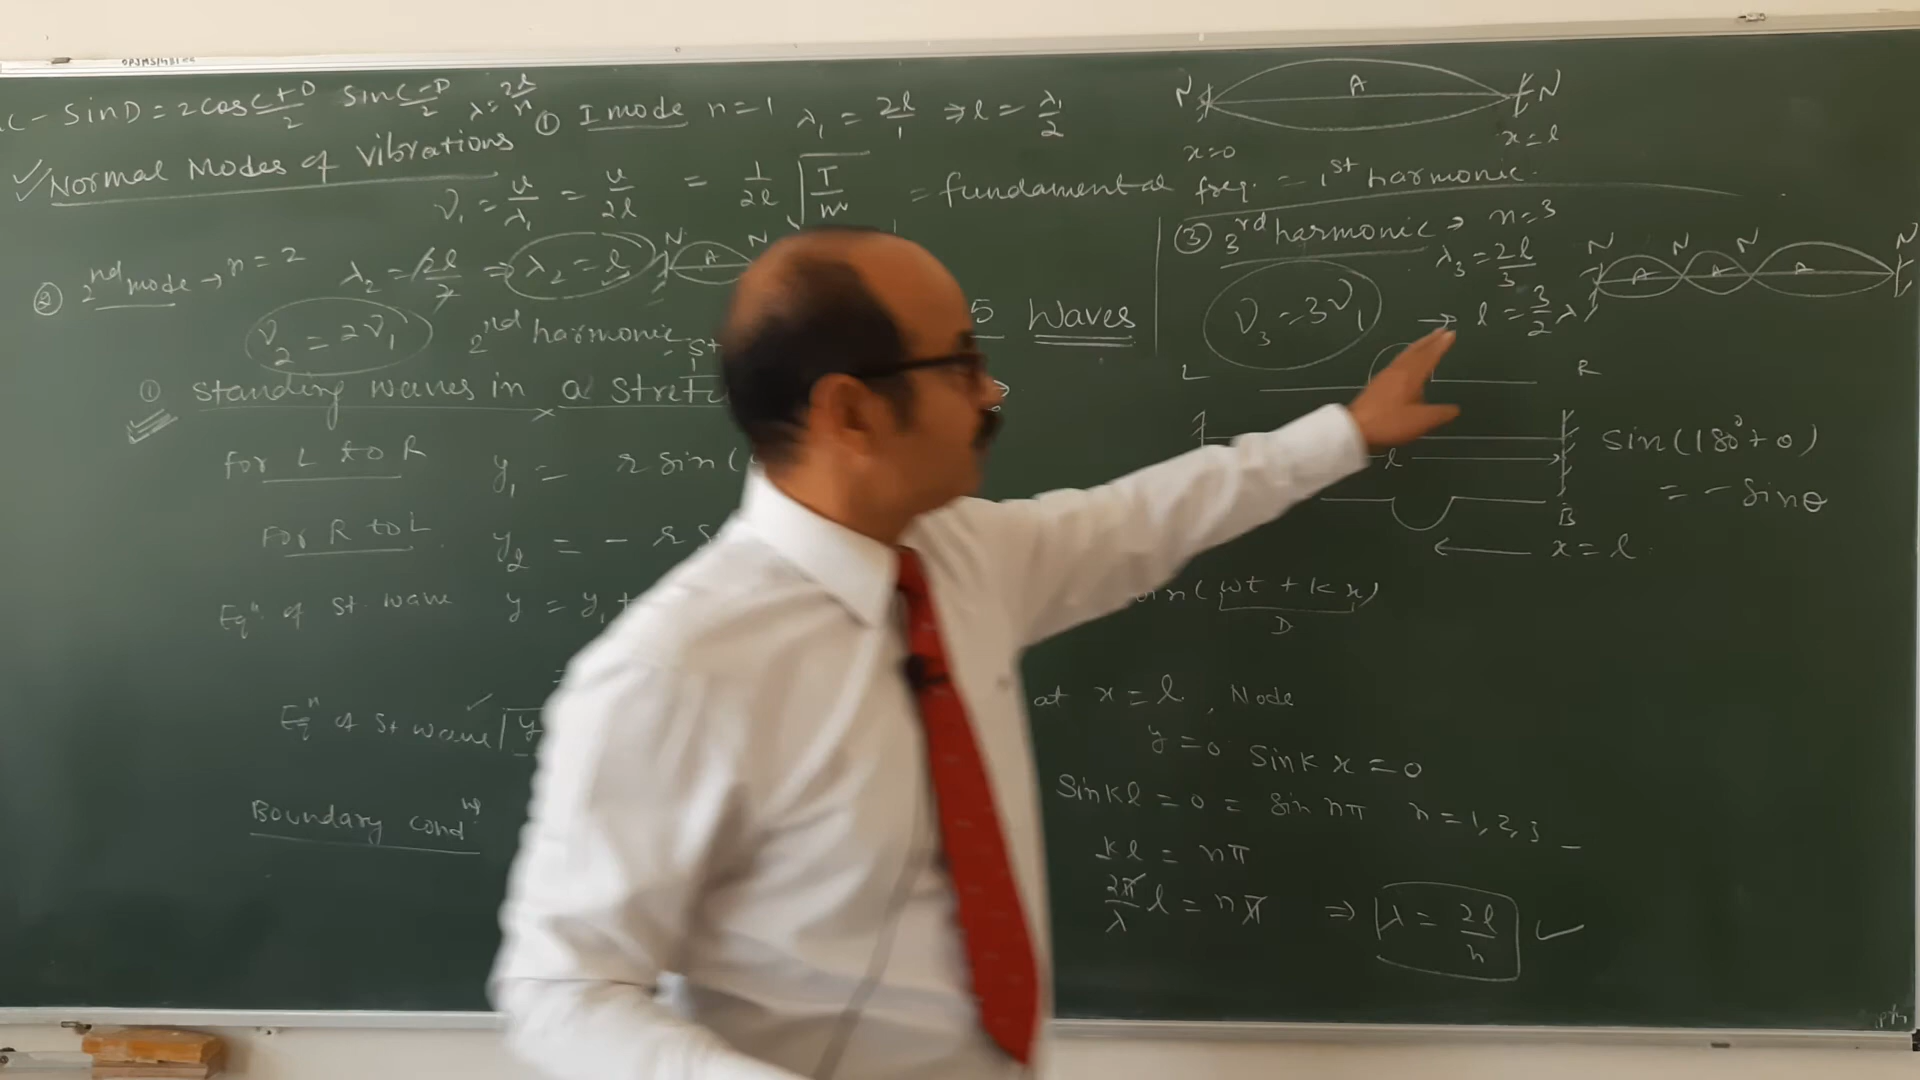 SinD = 2 cos C+D/2 Sin C-D/2 λ = 2l/n
Normal Modes of Vibrations
① I mode n = 1 λ₁ = 2l/1 ⇒ l = λ₁/2
ν₁ = v/λ₁ = v/2l = 1/2l √T/m = fundamental freq. = 1st harmonic.
N A N
x = 0 x = l
② 2nd mode → n = 2 λ₂ = 2l/2 ⇒ λ₂ = l
N A N
ν₂ = 2ν₁ 2nd harmonic
5 Waves
③ 3rd harmonic → n = 3
λ₃ = 2l/3
ν₃ = 3ν₁ → l = 3/2 λ
N A N A N A N
① Standing waves in a
L R
l
B
x = l
Sin(180° + θ)
= - Sin θ
for L to R y₁ = r sin(
For R to L y₂ = - r
Eqn of St. wave y = y₁ +
(ωt + kx)
D
Eqn of St wave y
at x = l, Node
y = 0 Sin k x = 0
Boundary cond
Sin kl = 0 = Sin nπ n = 1, 2, 3 _
kl = nπ
2π/λ l = nπ ⇒ λ = 2l/n